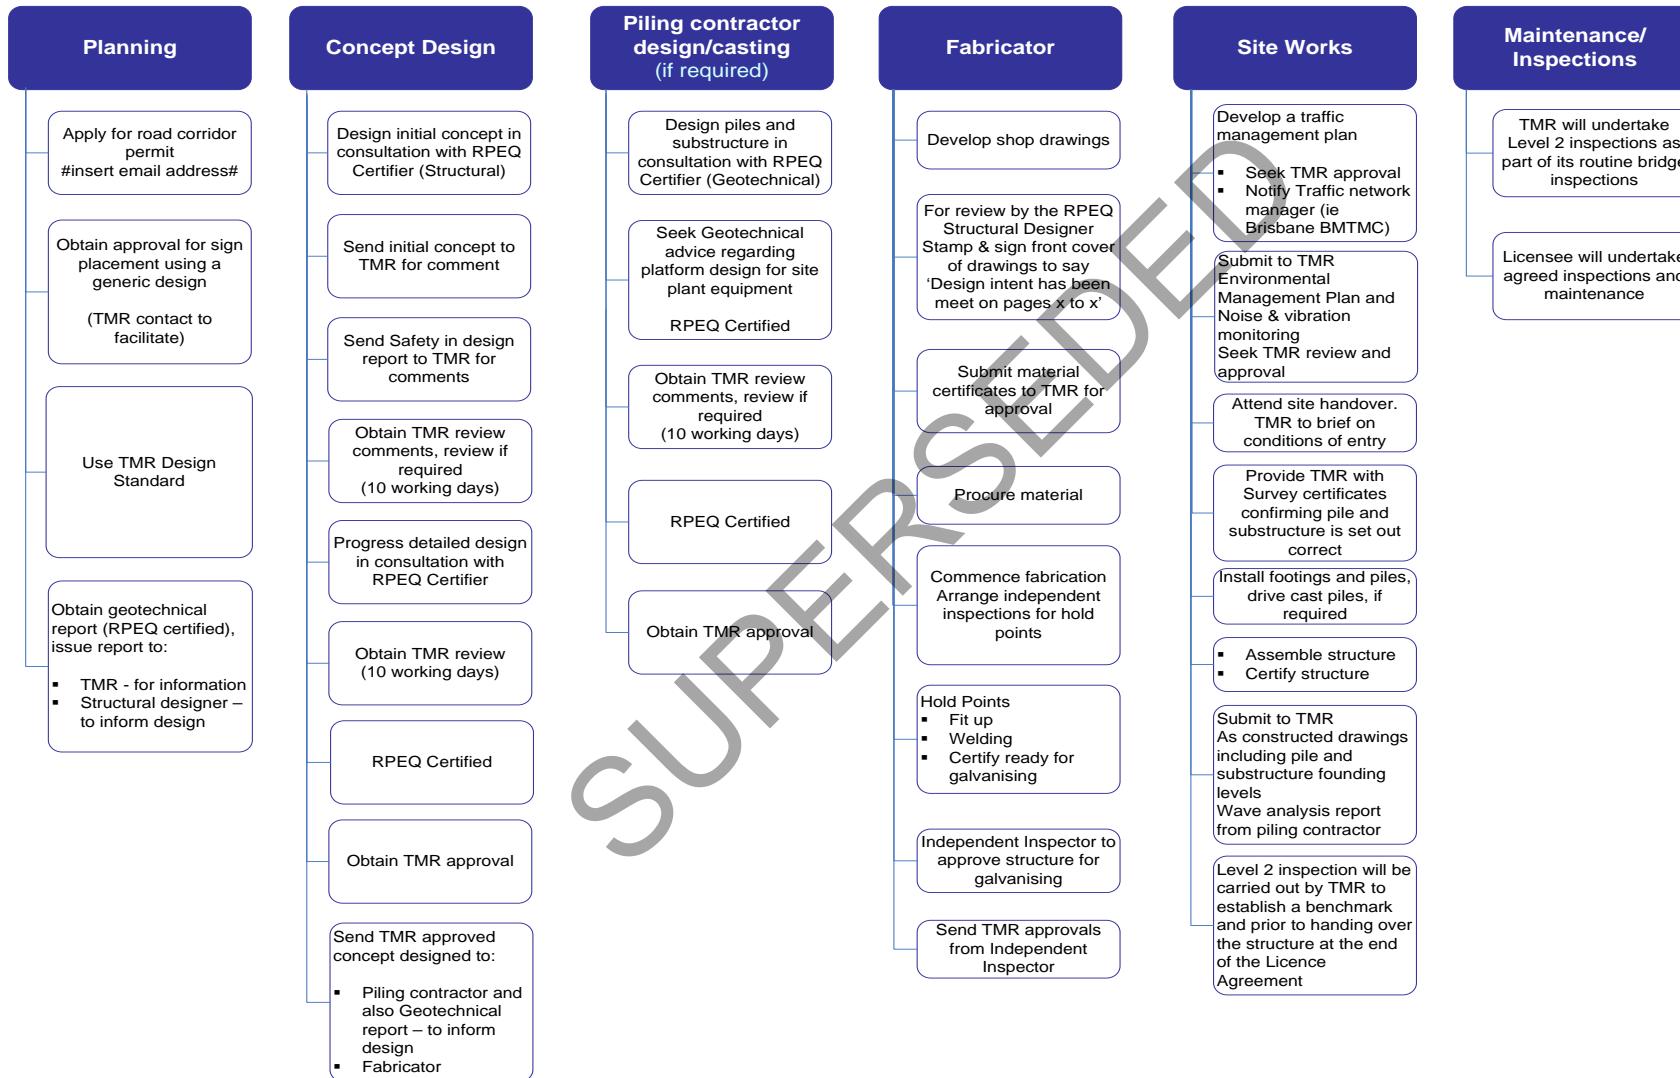 Planning
Apply for road corridor
permit
#insert email address#
Obtain approval for sign
placement using a
generic design
(TMR contact to
facilitate)
Use TMR Design
Standard
Obtain geotechnical
report (RPEQ certified),
issue report to:
▪ TMR - for information
▪ Structural designer –
to inform design
Concept Design
Design initial concept in
consultation with RPEQ
Certifier (Structural)
Send initial concept to
TMR for comment
Send Safety in design
report to TMR for
comments
Obtain TMR review
comments, review if
required
(10 working days)
Progress detailed design
in consultation with
RPEQ Certifier
Obtain TMR review
(10 working days)
RPEQ Certified
Obtain TMR approval
Send TMR approved
concept designed to:
▪ Piling contractor and
also Geotechnical
report – to inform
design
▪ Fabricator
Piling contractor
design/casting
(if required)
Design piles and
substructure in
consultation with RPEQ
Certifier (Geotechnical)
Seek Geotechnical
advice regarding
platform design for site
plant equipment
RPEQ Certified
Obtain TMR review
comments, review if
required
(10 working days)
RPEQ Certified
Obtain TMR approval
Fabricator
Develop shop drawings
For review by the RPEQ
Structural Designer
Stamp & sign front cover
of drawings to say
‘Design intent has been
meet on pages x to x’
Submit material
certificates to TMR for
approval
Procure material
Commence fabrication
Arrange independent
inspections for hold
points
Hold Points
▪ Fit up
▪ Welding
▪ Certify ready for
galvanising
Independent Inspector to
approve structure for
galvanising
Send TMR approvals
from Independent
Inspector
Site Works
Develop a traffic
management plan
▪ Seek TMR approval
▪ Notify Traffic network
manager (ie
Brisbane BMTMC)
Submit to TMR
Environmental
Management Plan and
Noise & vibration
monitoring
Seek TMR review and
approval
Attend site handover.
TMR to brief on
conditions of entry
Provide TMR with
Survey certificates
confirming pile and
substructure is set out
correct
Install footings and piles,
drive cast piles, if
required
▪ Assemble structure
▪ Certify structure
Submit to TMR
As constructed drawings
including pile and
substructure founding
levels
Wave analysis report
from piling contractor
Level 2 inspection will be
carried out by TMR to
establish a benchmark
and prior to handing over
the structure at the end
of the Licence
Agreement
Maintenance/
Inspections
TMR will undertake
Level 2 inspections as
part of its routine bridge
inspections
Licensee will undertake
agreed inspections and
maintenance
SUPERSEDED